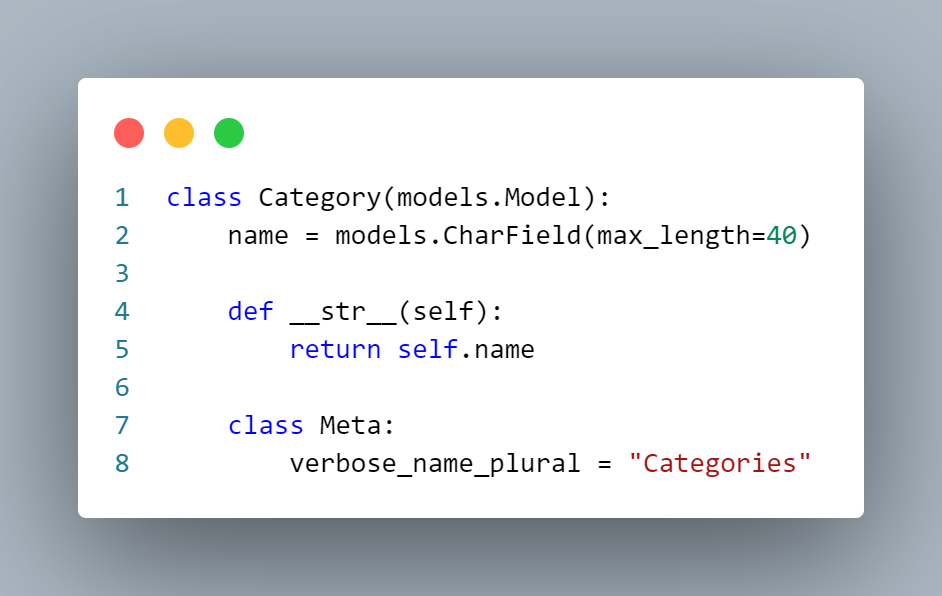 1 class Category(models.Model):
2     name = models.CharField(max_length=40)
3
4     def __str__(self):
5         return self.name
6
7     class Meta:
8         verbose_name_plural = "Categories"